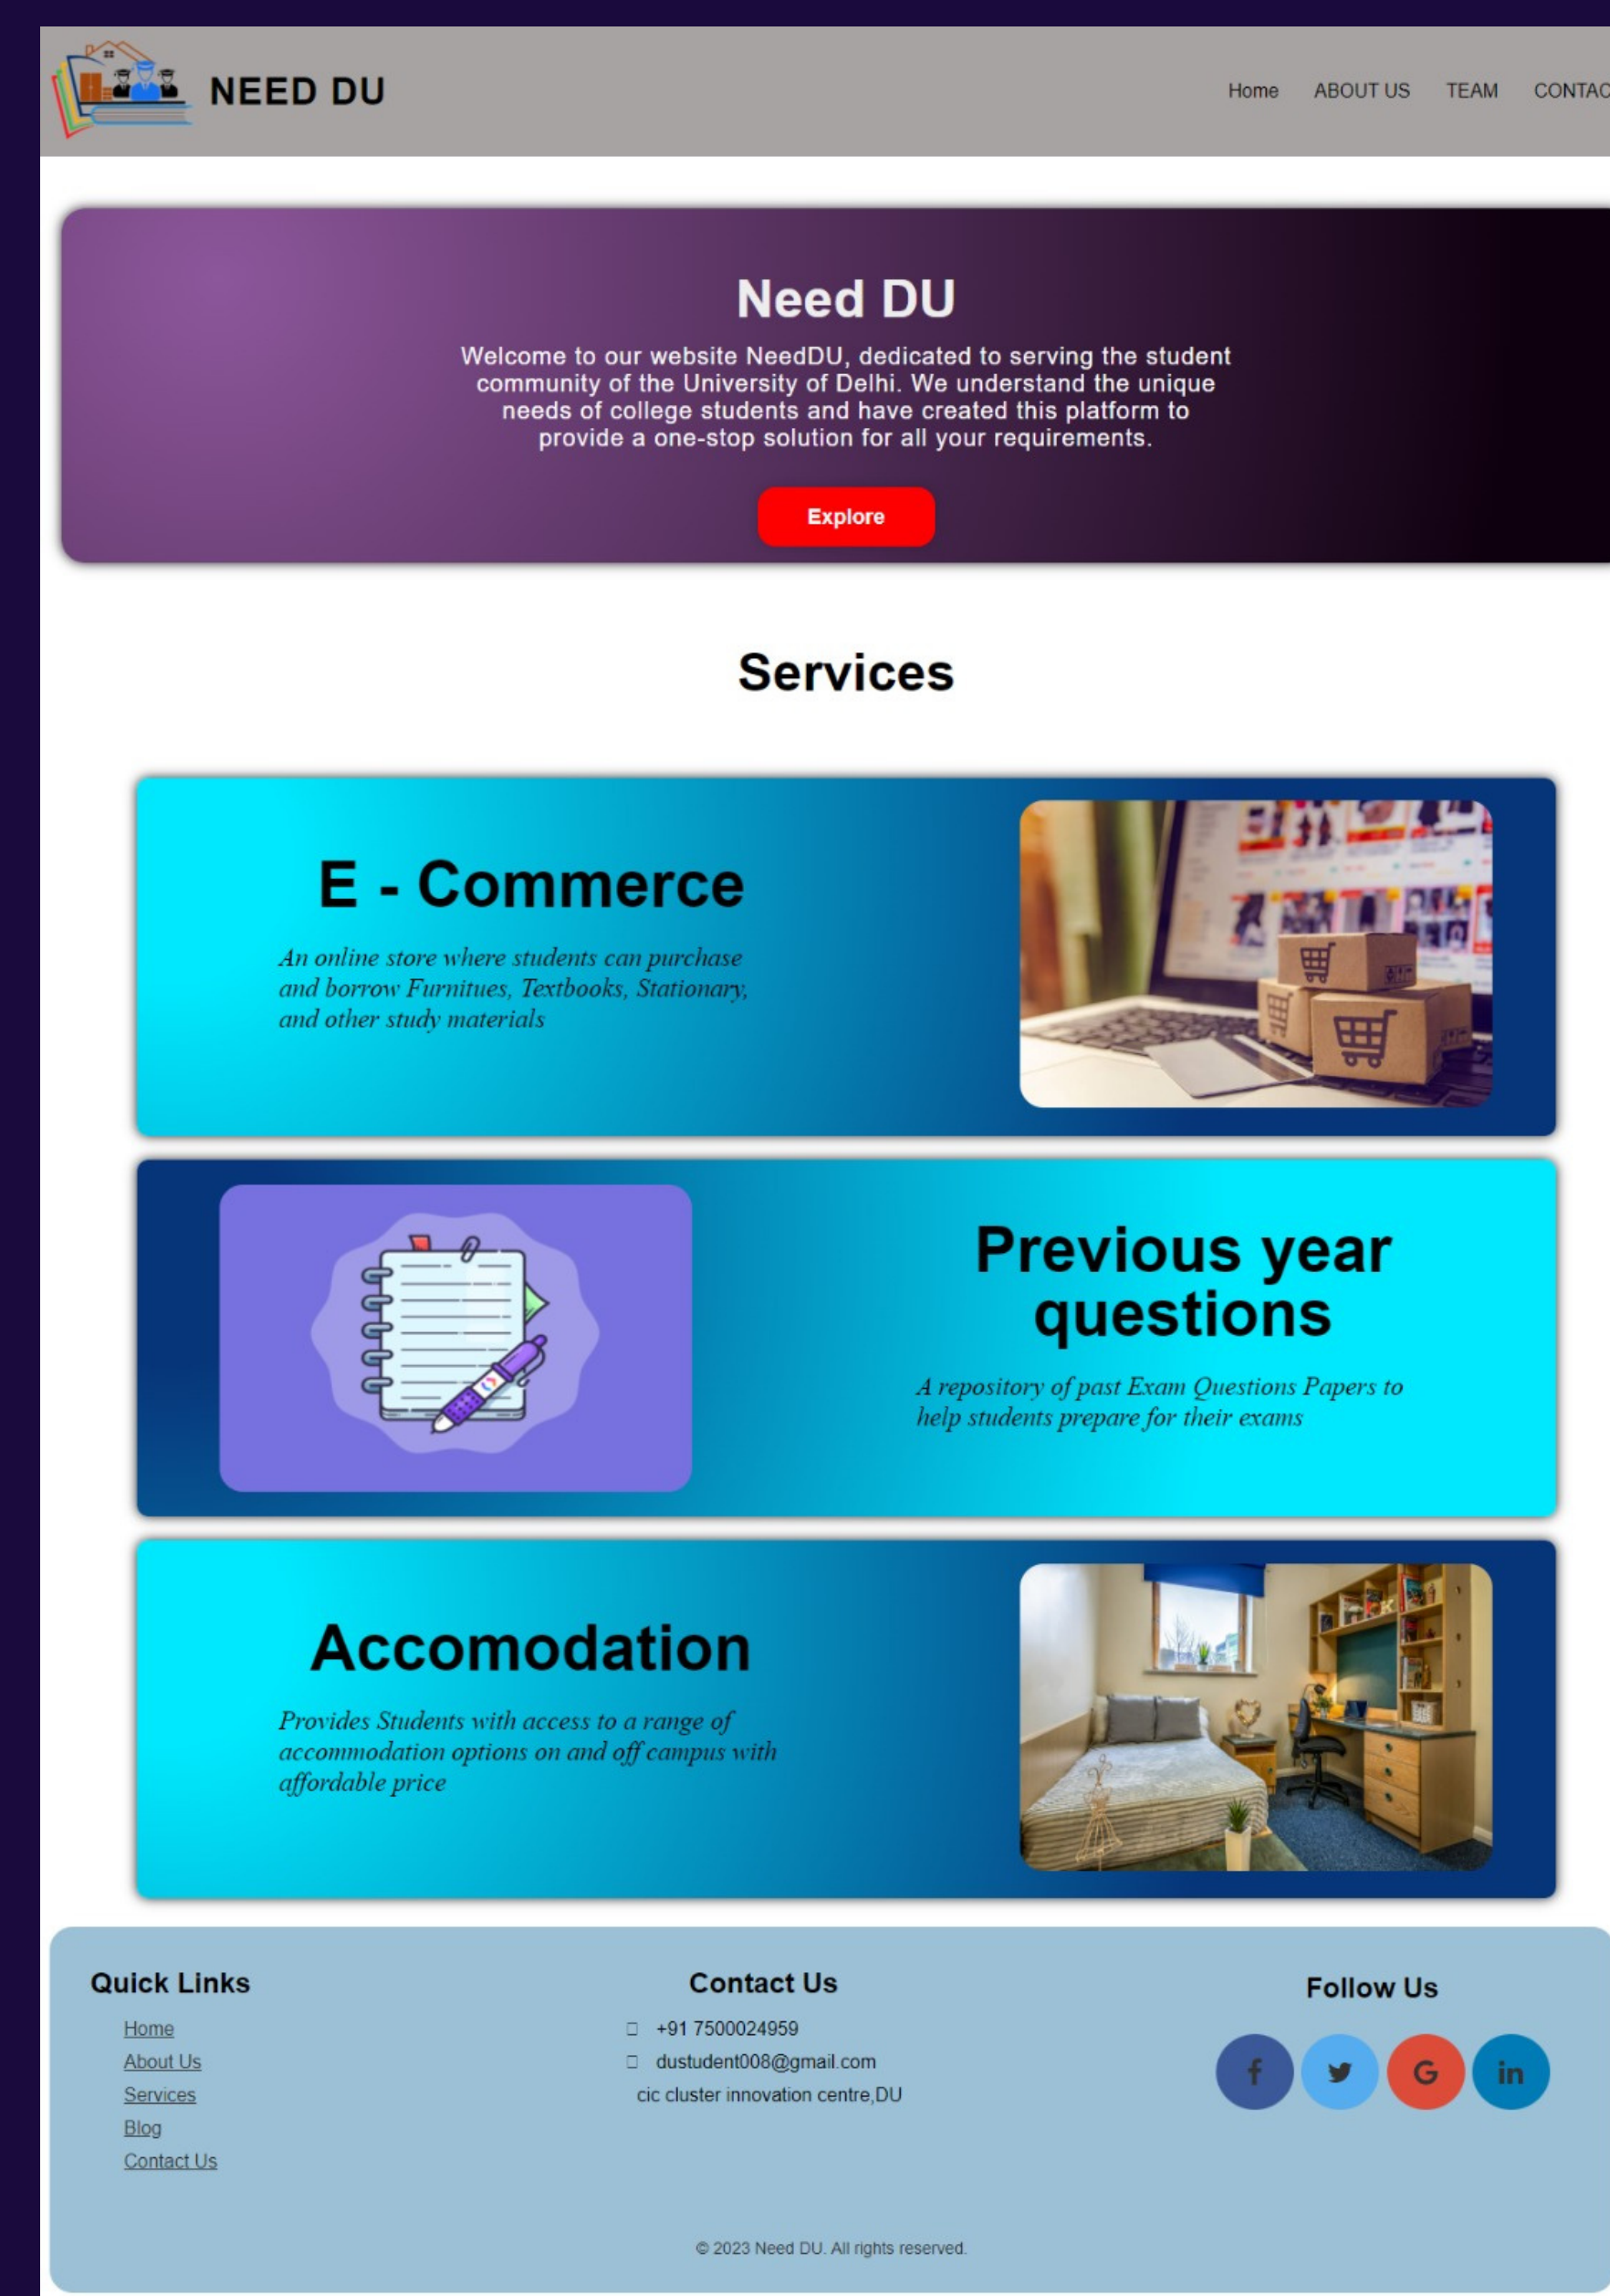 NEED DU
Home ABOUT US TEAM CONTAC
Need DU
Welcome to our website NeedDU, dedicated to serving the student
community of the University of Delhi. We understand the unique
needs of college students and have created this platform to
provide a one-stop solution for all your requirements.
Explore
Services
E - Commerce
An online store where students can purchase
and borrow Furnitues, Textbooks, Stationary,
and other study materials
Previous year
questions
A repository of past Exam Questions Papers to
help students prepare for their exams
Accomodation
Provides Students with access to a range of
accommodation options on and off campus with
affordable price
Quick Links
Home
About Us
Services
Blog
Contact Us
Contact Us
+91 7500024959
dustudent008@gmail.com
cic cluster innovation centre,DU
Follow Us
f G in
© 2023 Need DU. All rights reserved.